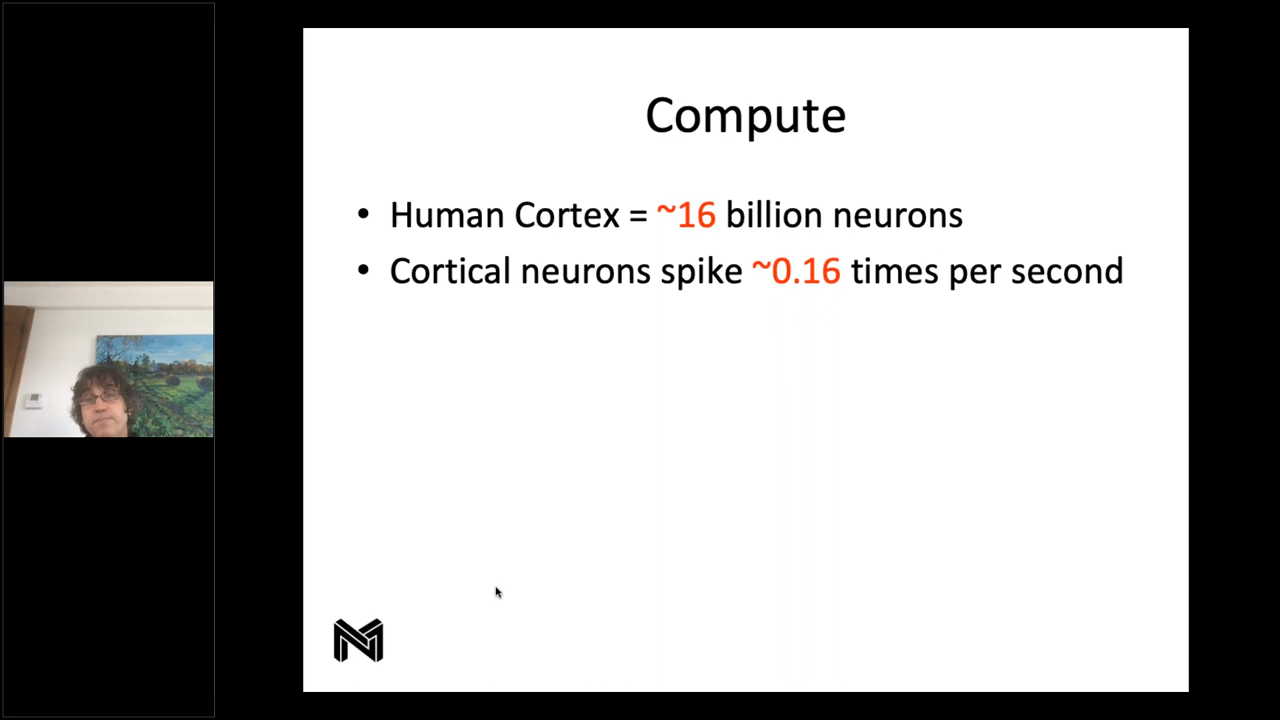 Compute
• Human Cortex = ~16 billion neurons
• Cortical neurons spike ~0.16 times per second